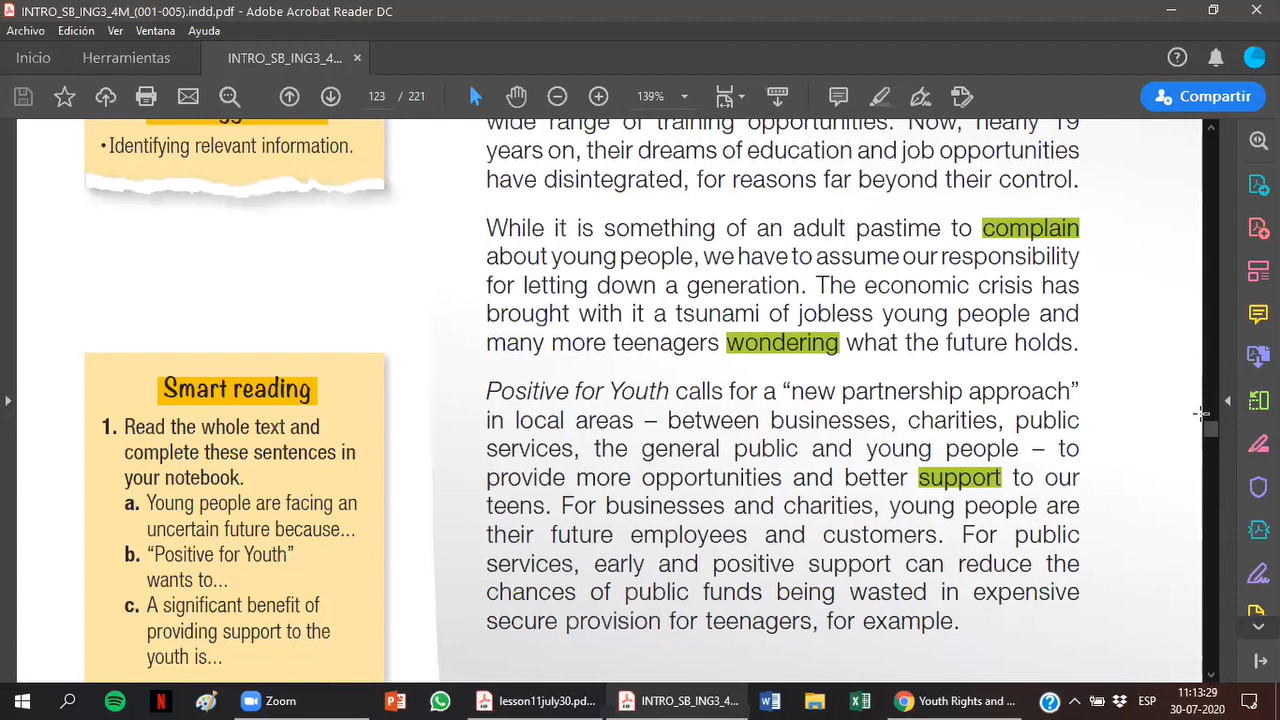 INTRO_SB_ING3_4M_(001-005).indd.pdf - Adobe Acrobat Reader DC
Archivo Edición Ver Ventana Ayuda
Inicio Herramientas INTRO_SB_ING3_4... ×
123 / 221 139% Compartir
•Identifying relevant information.
Smart reading
1. Read the whole text and
complete these sentences in
your notebook.
a. Young people are facing an
uncertain future because...
b. “Positive for Youth”
wants to...
c. A significant benefit of
providing support to the
youth is...
wide range of training opportunities. Now, nearly 19
years on, their dreams of education and job opportunities
have disintegrated, for reasons far beyond their control.
While it is something of an adult pastime to complain
about young people, we have to assume our responsibility
for letting down a generation. The economic crisis has
brought with it a tsunami of jobless young people and
many more teenagers wondering what the future holds.
Positive for Youth calls for a “new partnership approach”
in local areas – between businesses, charities, public
services, the general public and young people – to
provide more opportunities and better support to our
teens. For businesses and charities, young people are
their future employees and customers. For public
services, early and positive support can reduce the
chances of public funds being wasted in expensive
secure provision for teenagers, for example.
Zoom lesson11july30.pd... INTRO_SB_ING3_4M... Youth Rights and ... ESP 11:13:29
30-07-2020